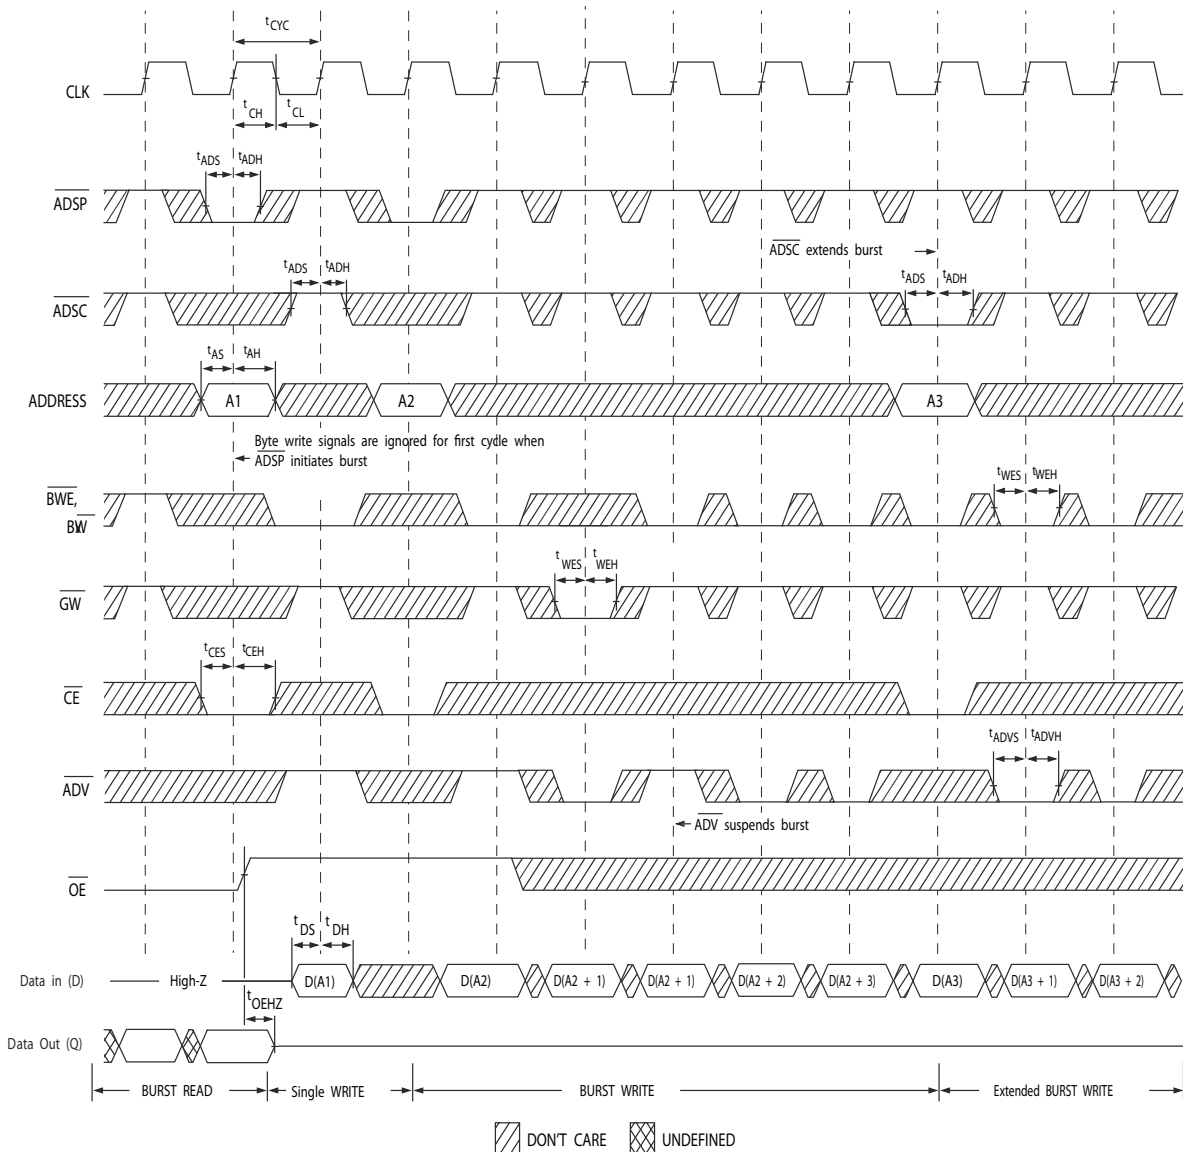 tCYC
CLK
tCH
tCL
tADS tADH
ADSP
ADSC extends burst
tADS tADH
tADS tADH
ADSC
tAS tAH
ADDRESS
A1
A2
A3
Byte write signals are ignored for first cycle when
ADSP initiates burst
tWES tWEH
BWE,
BWX
tWES tWEH
GW
tCES tCEH
CE
tADVS tADVH
ADV
ADV suspends burst
OE
tDS tDH
Data in (D)
High-Z
D(A1)
D(A2)
D(A2 + 1)
D(A2 + 1)
D(A2 + 2)
D(A2 + 3)
D(A3)
D(A3 + 1)
D(A3 + 2)
tOEHZ
Data Out (Q)
BURST READ
Single WRITE
BURST WRITE
Extended BURST WRITE
DON'T CARE
UNDEFINED